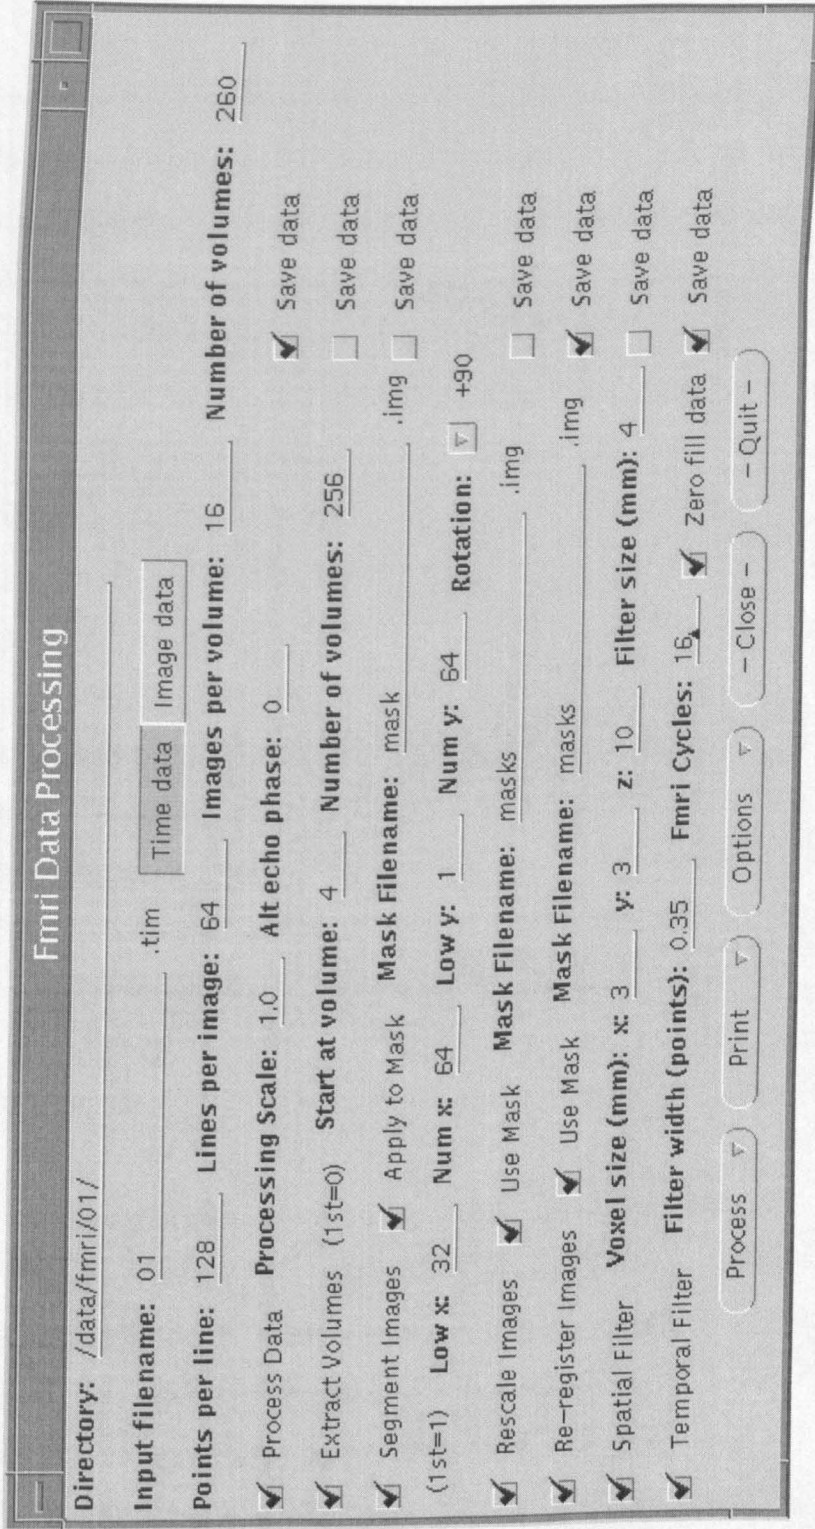 Fmri Data Processing
Directory: /data/fmri/01/
Input filename: 01 .tim Time data Image data
Points per line: 128 Lines per image: 64 Images per volume: 16 Number of volumes: 260
Process Data Processing Scale: 1.0 Alt echo phase: 0 Save data
Extract Volumes (1st=0) Start at volume: 4 Number of volumes: 256 Save data
Segment Images Apply to Mask Mask Filename: mask .img Save data
(1st=1) Low x: 32 Num x: 64 Low y: 1 Num y: 64 Rotation: +90
Rescale Images Use Mask Mask Filename: masks .img Save data
Re-register Images Use Mask Mask Filename: masks .img Save data
Spatial Filter Voxel size (mm): x: 3 y: 3 z: 10 Filter size (mm): 4 Save data
Temporal Filter Filter width (points): 0.35 Fmri Cycles: 16 Zero fill data Save data
Process Print Options - Close - - Quit -